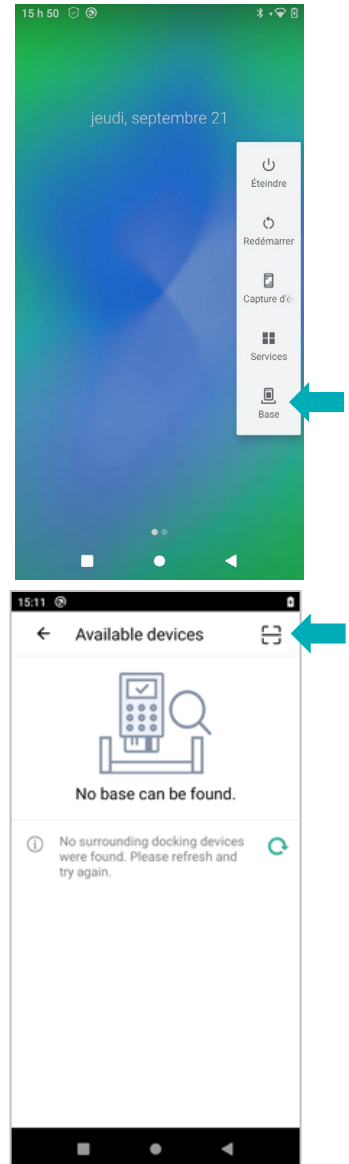 15 h 50
jeudi, septembre 21
Éteindre
Redémarrer
Capture d'é
Services
Base
15:11
Available devices
No base can be found.
No surrounding docking devices
were found. Please refresh and
try again.